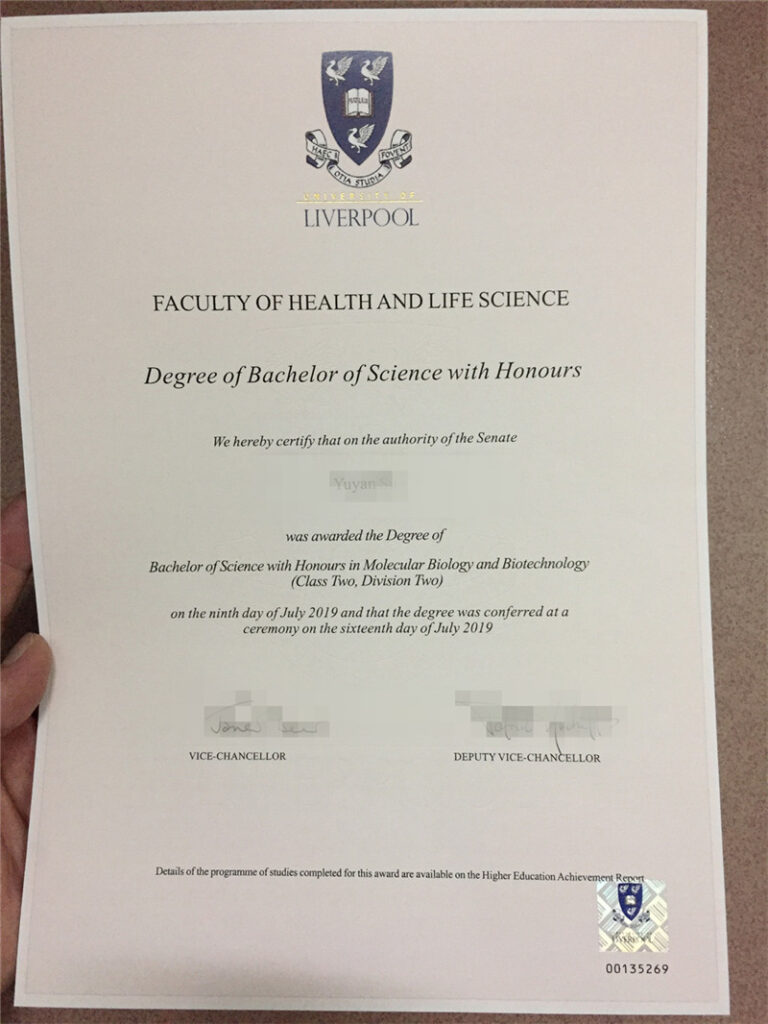 HAEC
OTIA STUDIA
FOVENT
UNIVERSITY OF
LIVERPOOL
FACULTY OF HEALTH AND LIFE SCIENCE
Degree of Bachelor of Science with Honours
We hereby certify that on the authority of the Senate
Yuyan
was awarded the Degree of
Bachelor of Science with Honours in Molecular Biology and Biotechnology
(Class Two, Division Two)
on the ninth day of July 2019 and that the degree was conferred at a
ceremony on the sixteenth day of July 2019
VICE-CHANCELLOR
DEPUTY VICE-CHANCELLOR
Details of the programme of studies completed for this award are available on the Higher Education Achievement Report
LIVERPOOL
00135269